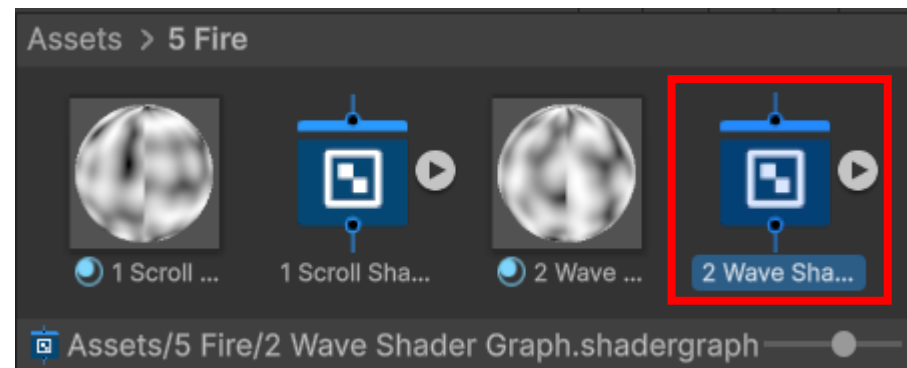 Assets > 5 Fire
1 Scroll ...
1 Scroll Sha...
2 Wave ...
2 Wave Sha...
Assets/5 Fire/2 Wave Shader Graph.shadergraph